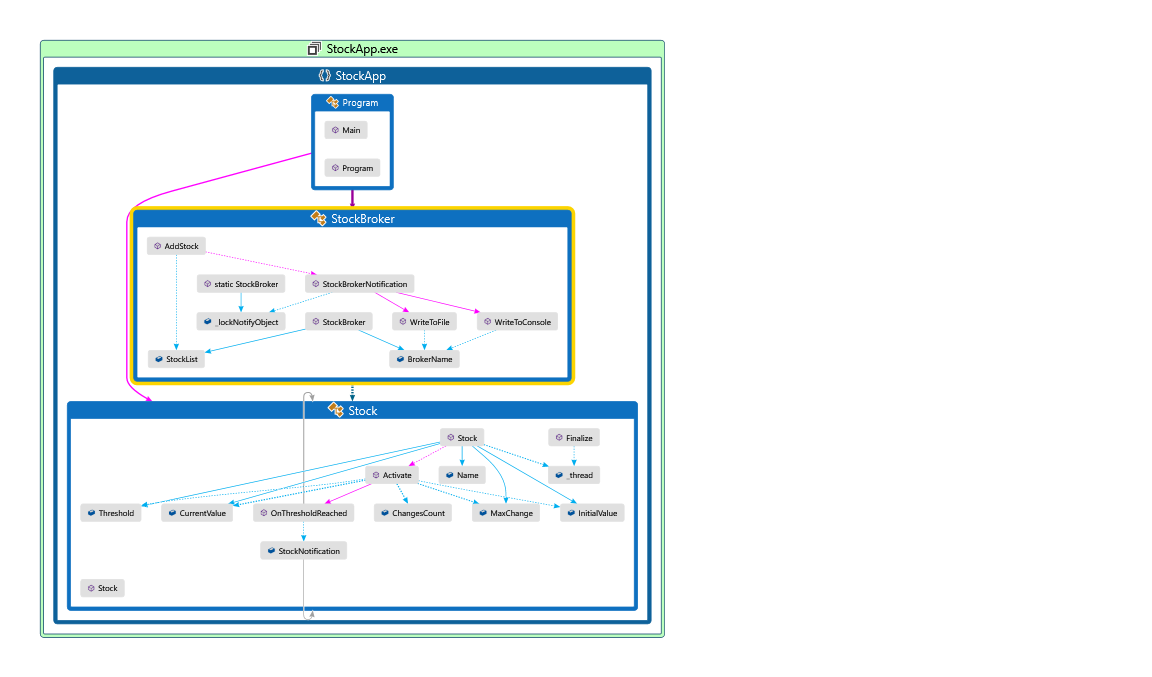 StockApp.exe
StockApp
Program
Main
Program
StockBroker
AddStock
static StockBroker
StockBrokerNotification
_lockNotifyObject
StockBroker
WriteToFile
WriteToConsole
StockList
BrokerName
Stock
Stock
Finalize
Activate
Name
_thread
Threshold
CurrentValue
OnThresholdReached
ChangesCount
MaxChange
InitialValue
StockNotification
Stock